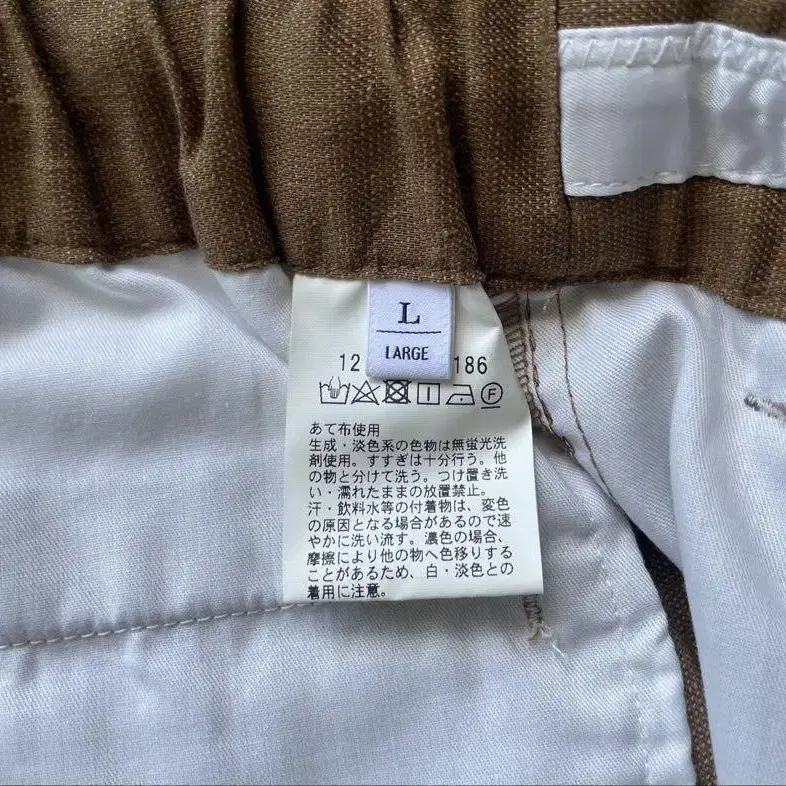 L
LARGE
12 186
F
あて布使用
生成・淡色系の色物は無蛍光洗
剤使用。すすぎは十分行う。他
の物と分けて洗う。つけ置き洗
い・濡れたままの放置禁止。
汗・飲料水等の付着物は、変色
の原因となる場合があるので速
やかに洗い流す。濃色の場合、
摩擦により他の物へ色移りする
ことがあるため、白・淡色との
着用に注意。